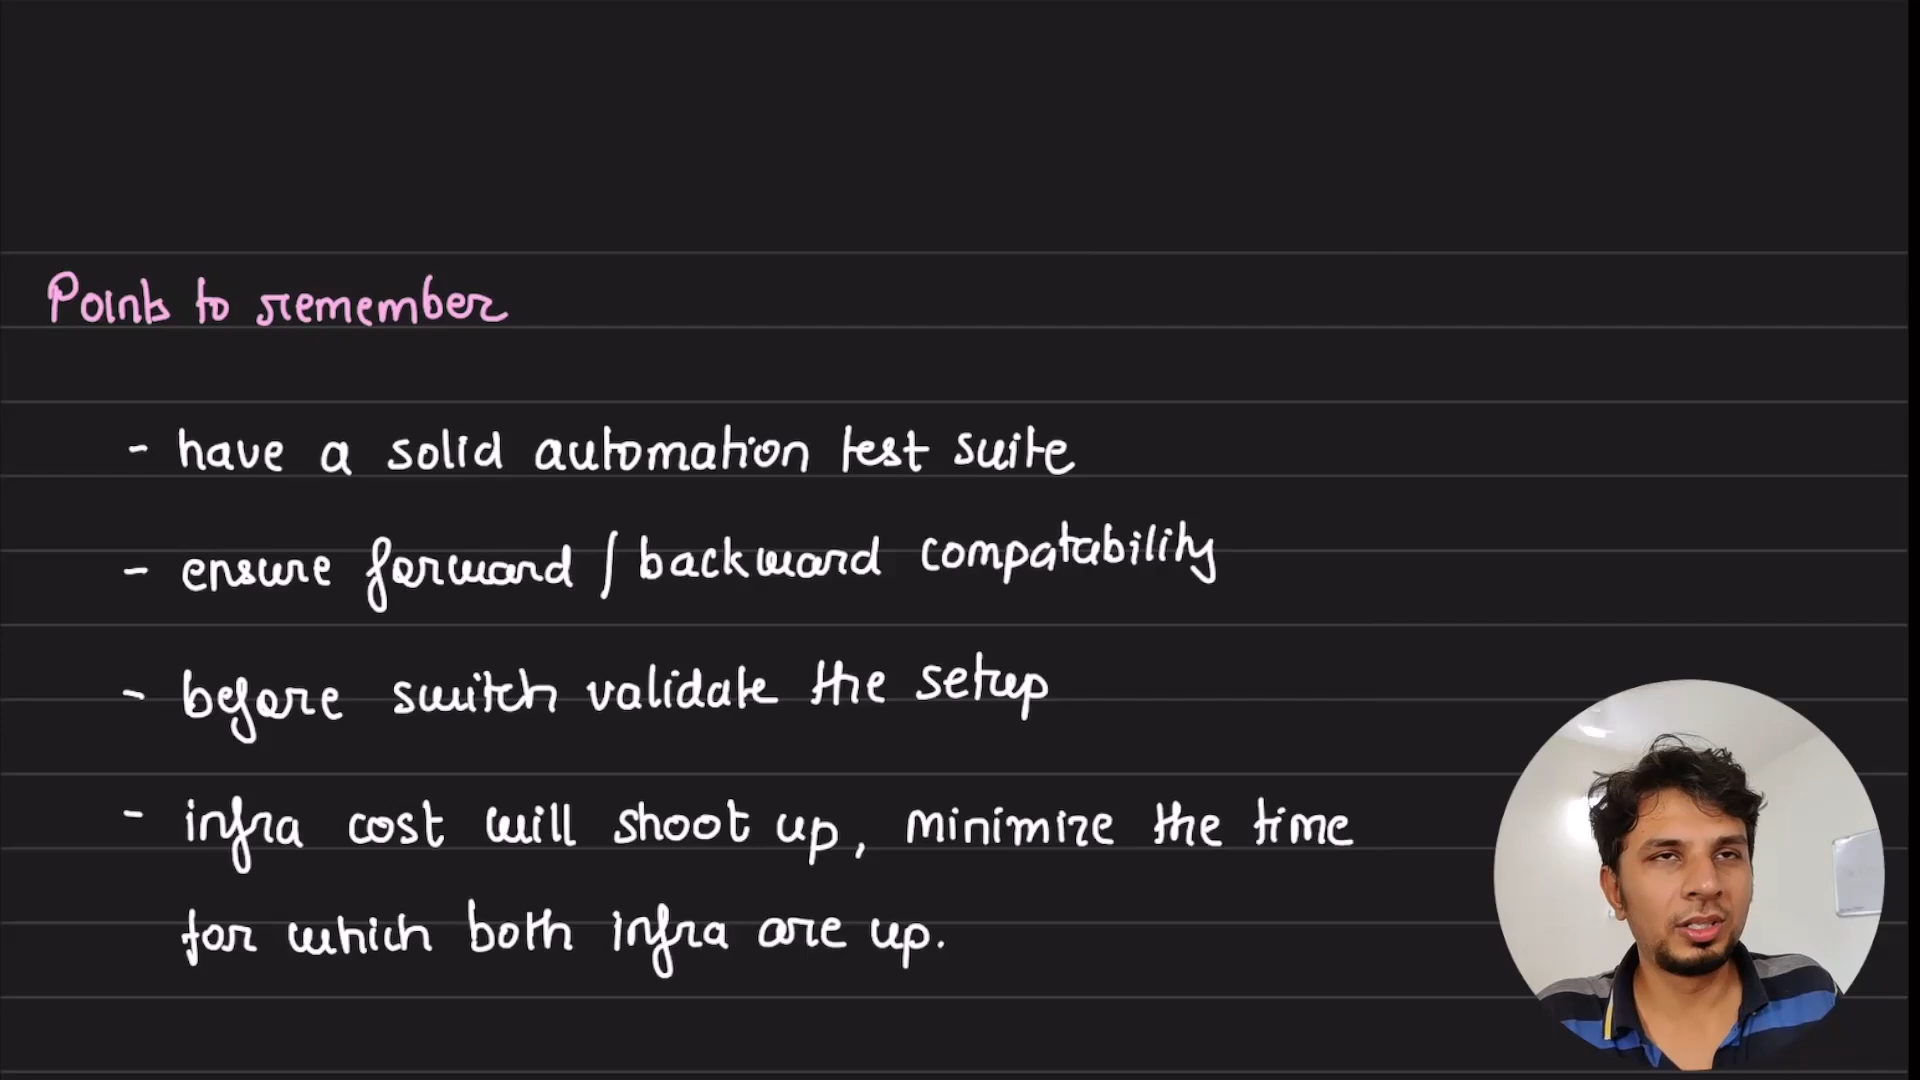 Points to remember
- have a solid automation test suite
- ensure forward / backward compatability
- before switch validate the setup
- infra cost will shoot up, minimize the time
for which both infra are up.